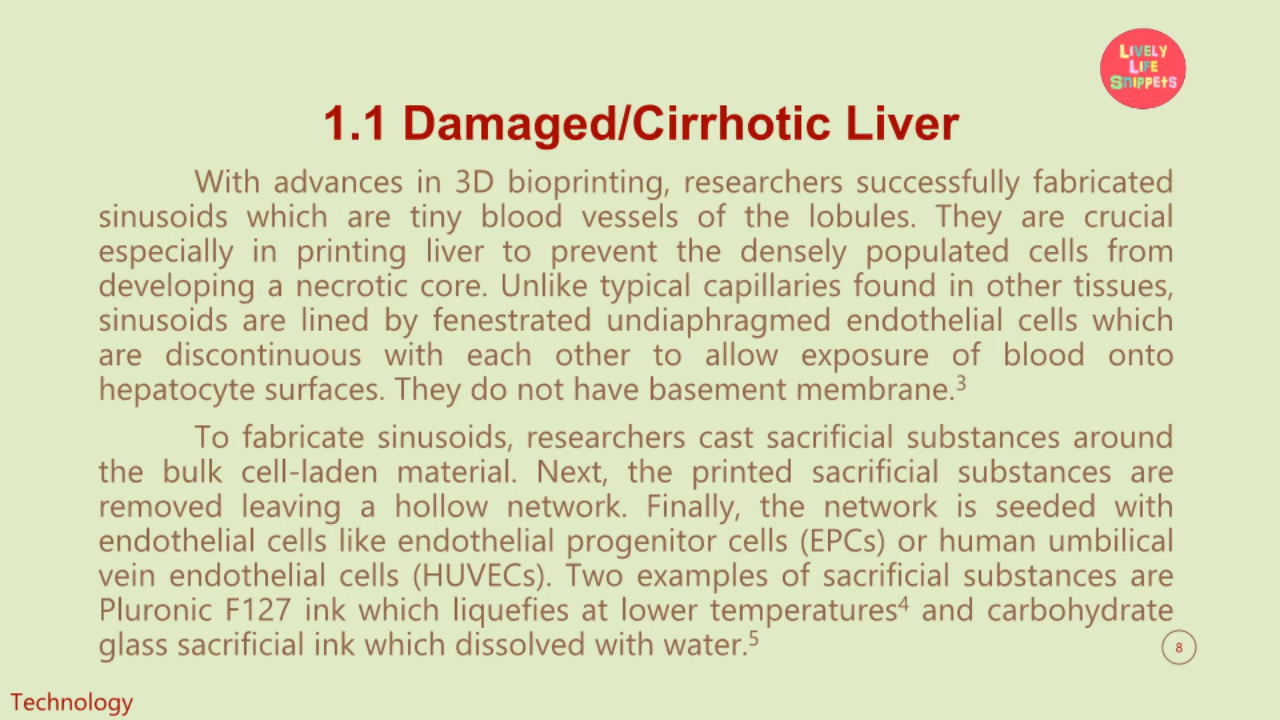 LIVELY
LIFE
SNIPPEtS
1.1 Damaged/Cirrhotic Liver
With advances in 3D bioprinting, researchers successfully fabricated
sinusoids which are tiny blood vessels of the lobules. They are crucial
especially in printing liver to prevent the densely populated cells from
developing a necrotic core. Unlike typical capillaries found in other tissues,
sinusoids are lined by fenestrated undiaphragmed endothelial cells which
are discontinuous with each other to allow exposure of blood onto
hepatocyte surfaces. They do not have basement membrane.³
To fabricate sinusoids, researchers cast sacrificial substances around
the bulk cell-laden material. Next, the printed sacrificial substances are
removed leaving a hollow network. Finally, the network is seeded with
endothelial cells like endothelial progenitor cells (EPCs) or human umbilical
vein endothelial cells (HUVECs). Two examples of sacrificial substances are
Pluronic F127 ink which liquefies at lower temperatures⁴ and carbohydrate
glass sacrificial ink which dissolved with water.⁵
8
Technology